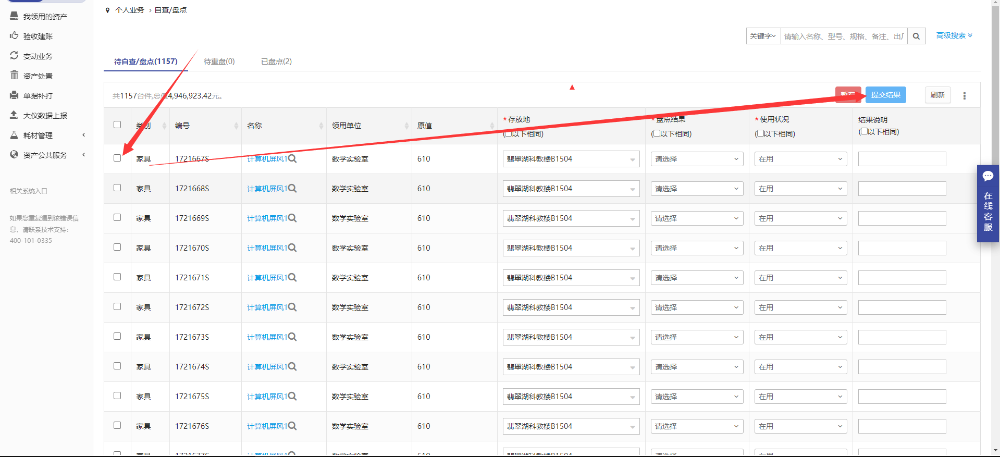 我领用的资产
验收建账
变动业务
资产处置
单据补打
大仪数据上报
耗材管理
资产公共服务
相关系统入口
如果您重复遇到该错误信
息，请联系技术支持：
400-101-0335
个人业务 › 自查/盘点
关键字 请输入名称、型号、规格、备注、出厂 高级搜索
待自查/盘点(1157) 待重盘(0) 已盘点(2)
共1157台件,总值4,946,923.42元。 暂存 提交结果 刷新
类别 编号 名称 领用单位 原值 *存放地 *盘点结果 *使用状况 结果说明
(以下相同) (以下相同) (以下相同) (以下相同)
家具 1721667S 计算机屏风1 数学实验室 610 翡翠湖科教楼B1504 请选择 在用
家具 1721668S 计算机屏风1 数学实验室 610 翡翠湖科教楼B1504 请选择 在用
家具 1721669S 计算机屏风1 数学实验室 610 翡翠湖科教楼B1504 请选择 在用
家具 1721670S 计算机屏风1 数学实验室 610 翡翠湖科教楼B1504 请选择 在用
家具 1721671S 计算机屏风1 数学实验室 610 翡翠湖科教楼B1504 请选择 在用
家具 1721672S 计算机屏风1 数学实验室 610 翡翠湖科教楼B1504 请选择 在用
家具 1721673S 计算机屏风1 数学实验室 610 翡翠湖科教楼B1504 请选择 在用
家具 1721674S 计算机屏风1 数学实验室 610 翡翠湖科教楼B1504 请选择 在用
家具 1721675S 计算机屏风1 数学实验室 610 翡翠湖科教楼B1504 请选择 在用
家具 1721676S 计算机屏风1 数学实验室 610 翡翠湖科教楼B1504 请选择 在用
在线客服